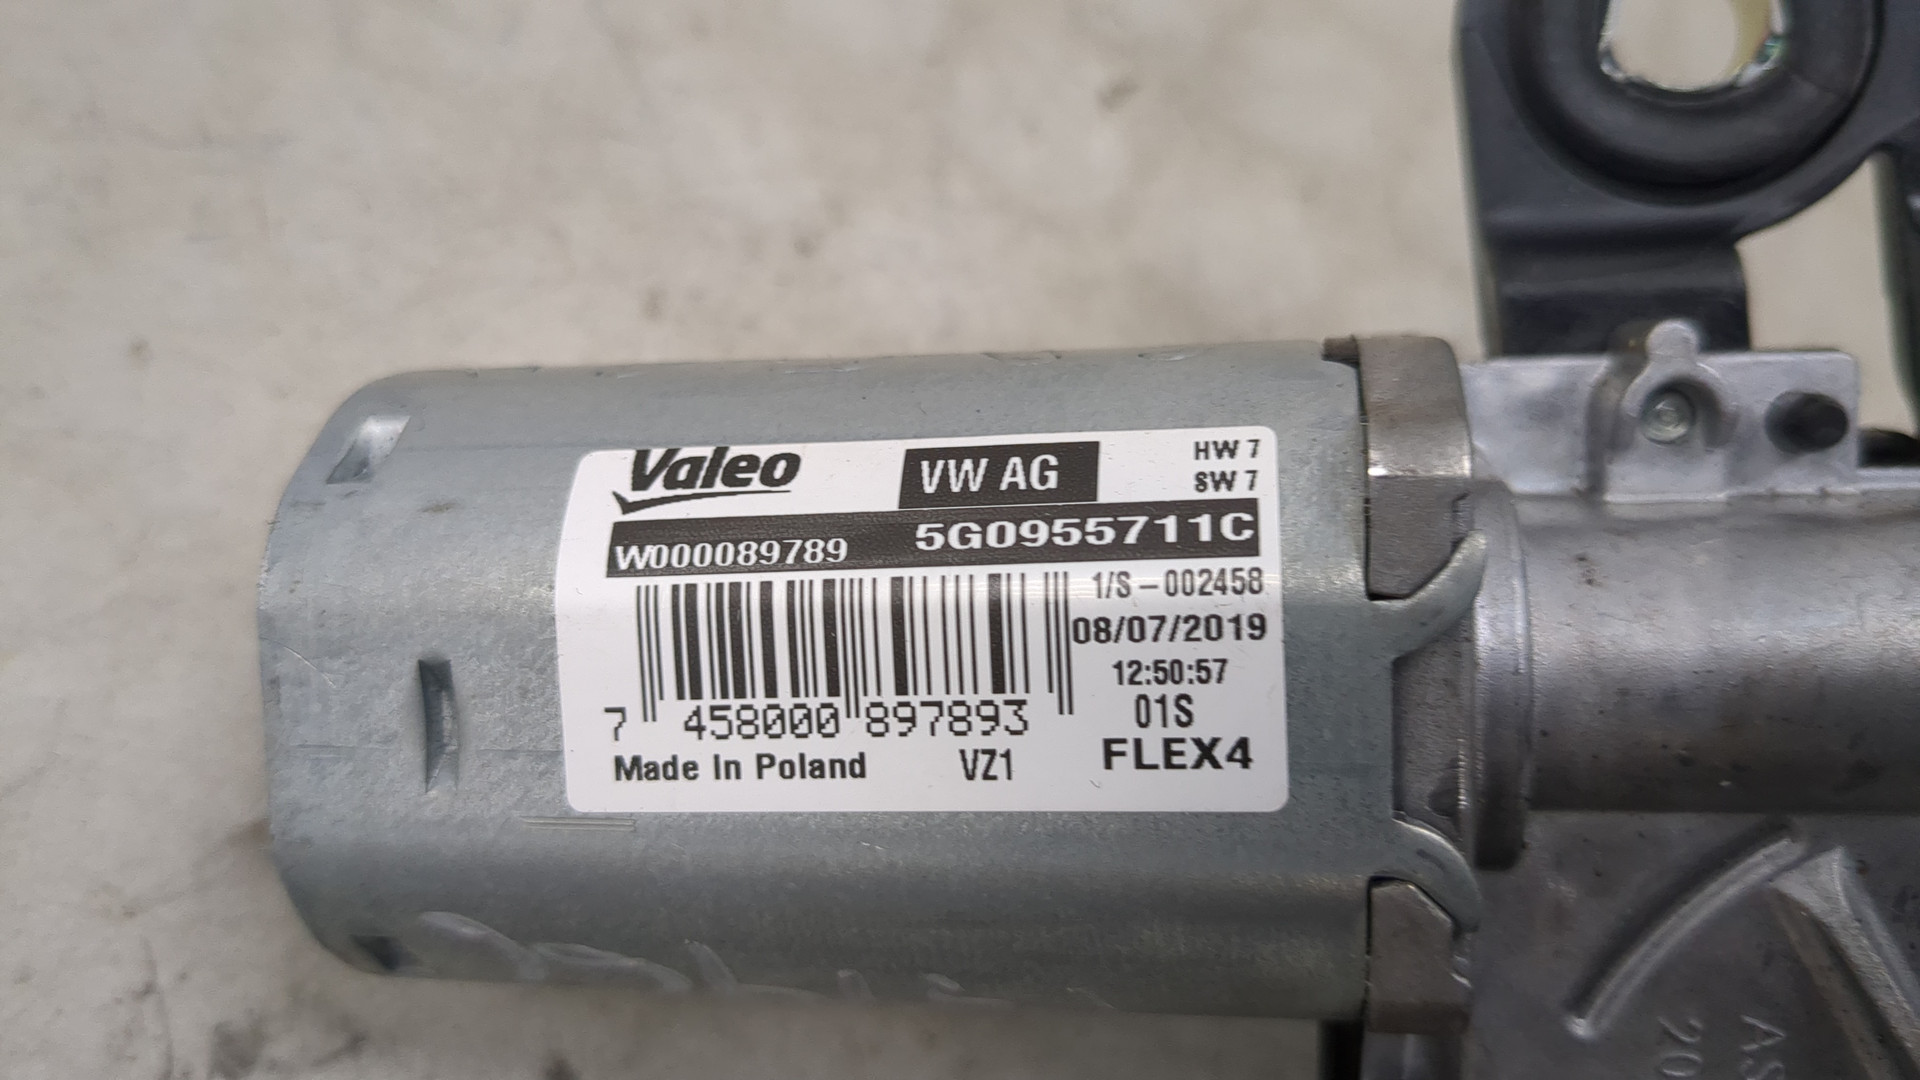 Valeo VW AG HW 7
SW 7
W000089789 5G0955711C
1/S-002458
08/07/2019
12:50:57
7 458000 897893 01S
Made In Poland VZ1 FLEX4